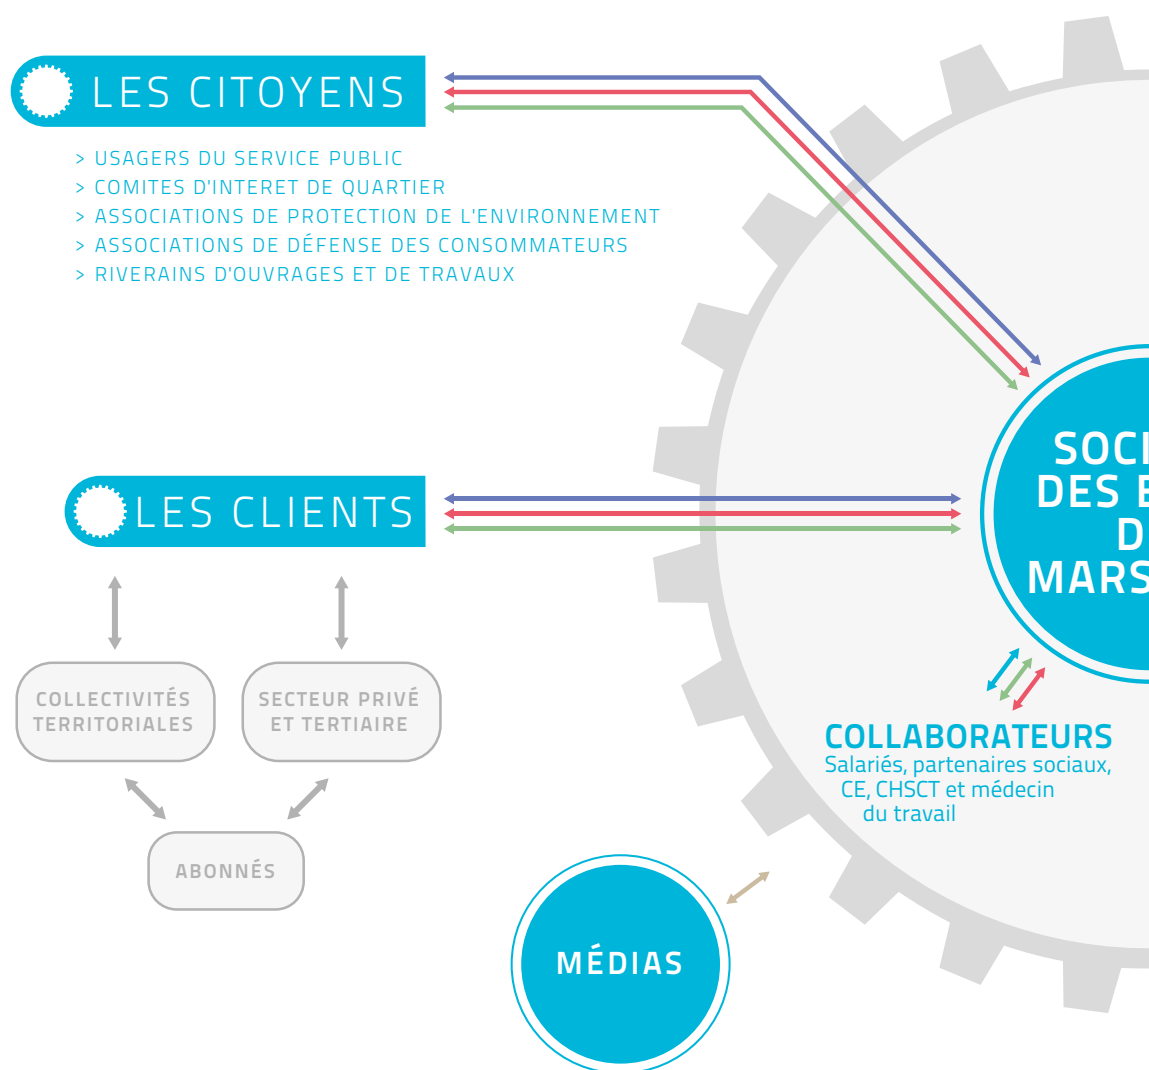 LES CITOYENS
> USAGERS DU SERVICE PUBLIC
> COMITES D'INTERET DE QUARTIER
> ASSOCIATIONS DE PROTECTION DE L'ENVIRONNEMENT
> ASSOCIATIONS DE DÉFENSE DES CONSOMMATEURS
> RIVERAINS D'OUVRAGES ET DE TRAVAUX
LES CLIENTS
COLLECTIVITÉS
TERRITORIALES
SECTEUR PRIVÉ
ET TERTIAIRE
ABONNÉS
SOCI
DES E
D
MARS
COLLABORATEURS
Salariés, partenaires sociaux,
CE, CHSCT et médecin
du travail
MÉDIAS